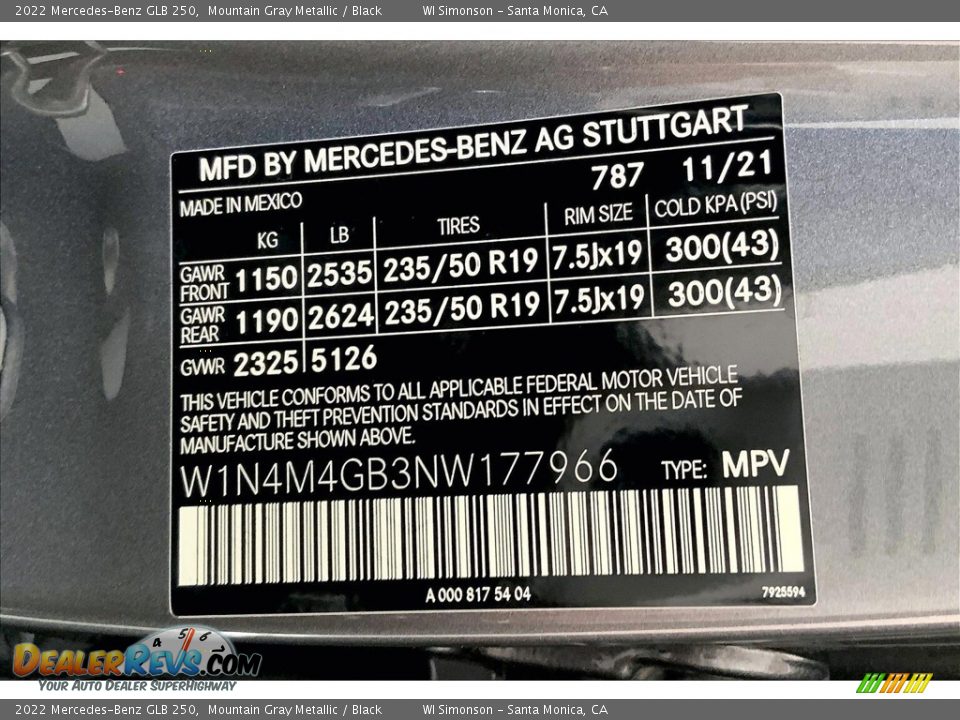 2022 Mercedes-Benz GLB 250, Mountain Gray Metallic / Black WI Simonson - Santa Monica, CA
MFD BY MERCEDES-BENZ AG STUTTGART
787 11/21
MADE IN MEXICO
KG LB TIRES RIM SIZE COLD KPA (PSI)
GAWR FRONT 1150 2535 235/50 R19 7.5Jx19 300(43)
GAWR REAR 1190 2624 235/50 R19 7.5Jx19 300(43)
GVWR 2325 5126
THIS VEHICLE CONFORMS TO ALL APPLICABLE FEDERAL MOTOR VEHICLE
SAFETY AND THEFT PREVENTION STANDARDS IN EFFECT ON THE DATE OF
MANUFACTURE SHOWN ABOVE.
W1N4M4GB3NW177966 TYPE: MPV
A 000 817 54 04 7925594
4 5 6
DEALERREVS.COM
YOUR AUTO DEALER SUPERHIGHWAY
2022 Mercedes-Benz GLB 250, Mountain Gray Metallic / Black WI Simonson - Santa Monica, CA